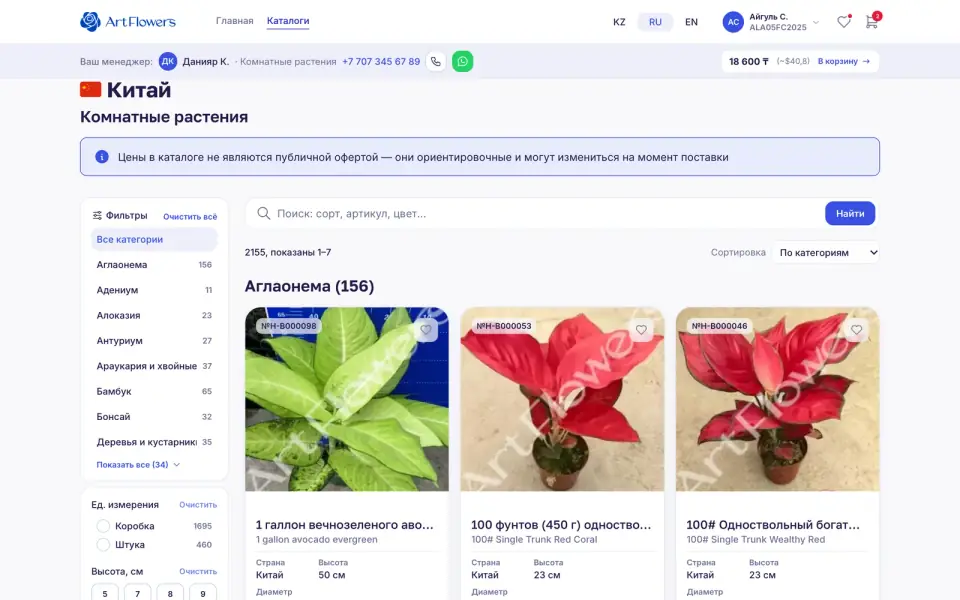 ArtFlowers
Главная
Каталоги
KZ
RU
EN
АС
Айгуль С.
ALA05FC2025
2
Ваш менеджер:
ДК
Данияр К.
· Комнатные растения
+7 707 345 67 89
18 600 ₸
(~$40,8)
В корзину →
Китай
Комнатные растения
Цены в каталоге не являются публичной офертой — они ориентировочные и могут измениться на момент поставки
Фильтры
Очистить всё
Все категории
Аглаонема 156
Адениум 11
Алоказия 23
Антуриум 27
Араукария и хвойные 37
Бамбук 65
Бонсай 32
Деревья и кустарник 35
Показать все (34)
Ед. измерения
Очистить
Коробка 1695
Штука 460
Высота, см
Очистить
5
7
8
9
Поиск: сорт, артикул, цвет...
Найти
2155, показаны 1–7
Сортировка
По категориям
Аглаонема (156)
№H-B000098
ArtFlowers
1 галлон вечнозеленого аво...
1 gallon avocado evergreen
Страна
Высота
Китай
50 см
Диаметр
№H-B000053
ArtFlowers
100 фунтов (450 г) одноство...
100# Single Trunk Red Coral
Страна
Высота
Китай
23 см
Диаметр
№H-B000046
ArtFlowers
100# Одноствольный богат...
100# Single Trunk Wealthy Red
Страна
Высота
Китай
23 см
Диаметр